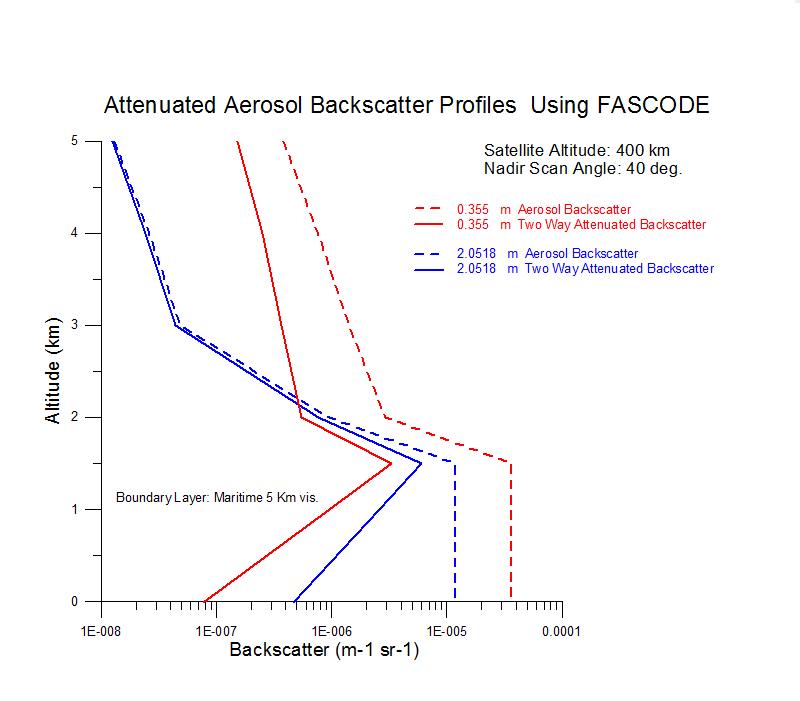 Attenuated Aerosol Backscatter Profiles Using FASCODE
Satellite Altitude: 400 km
Nadir Scan Angle: 40 deg.
0.355 m Aerosol Backscatter
0.355 m Two Way Attenuated Backscatter
2.0518 m Aerosol Backscatter
2.0518 m Two Way Attenuated Backscatter
5
4
3
2
1
0
Altitude (km)
Boundary Layer: Maritime 5 Km vis.
1E-008 1E-007 1E-006 1E-005 0.0001
Backscatter (m-1 sr-1)